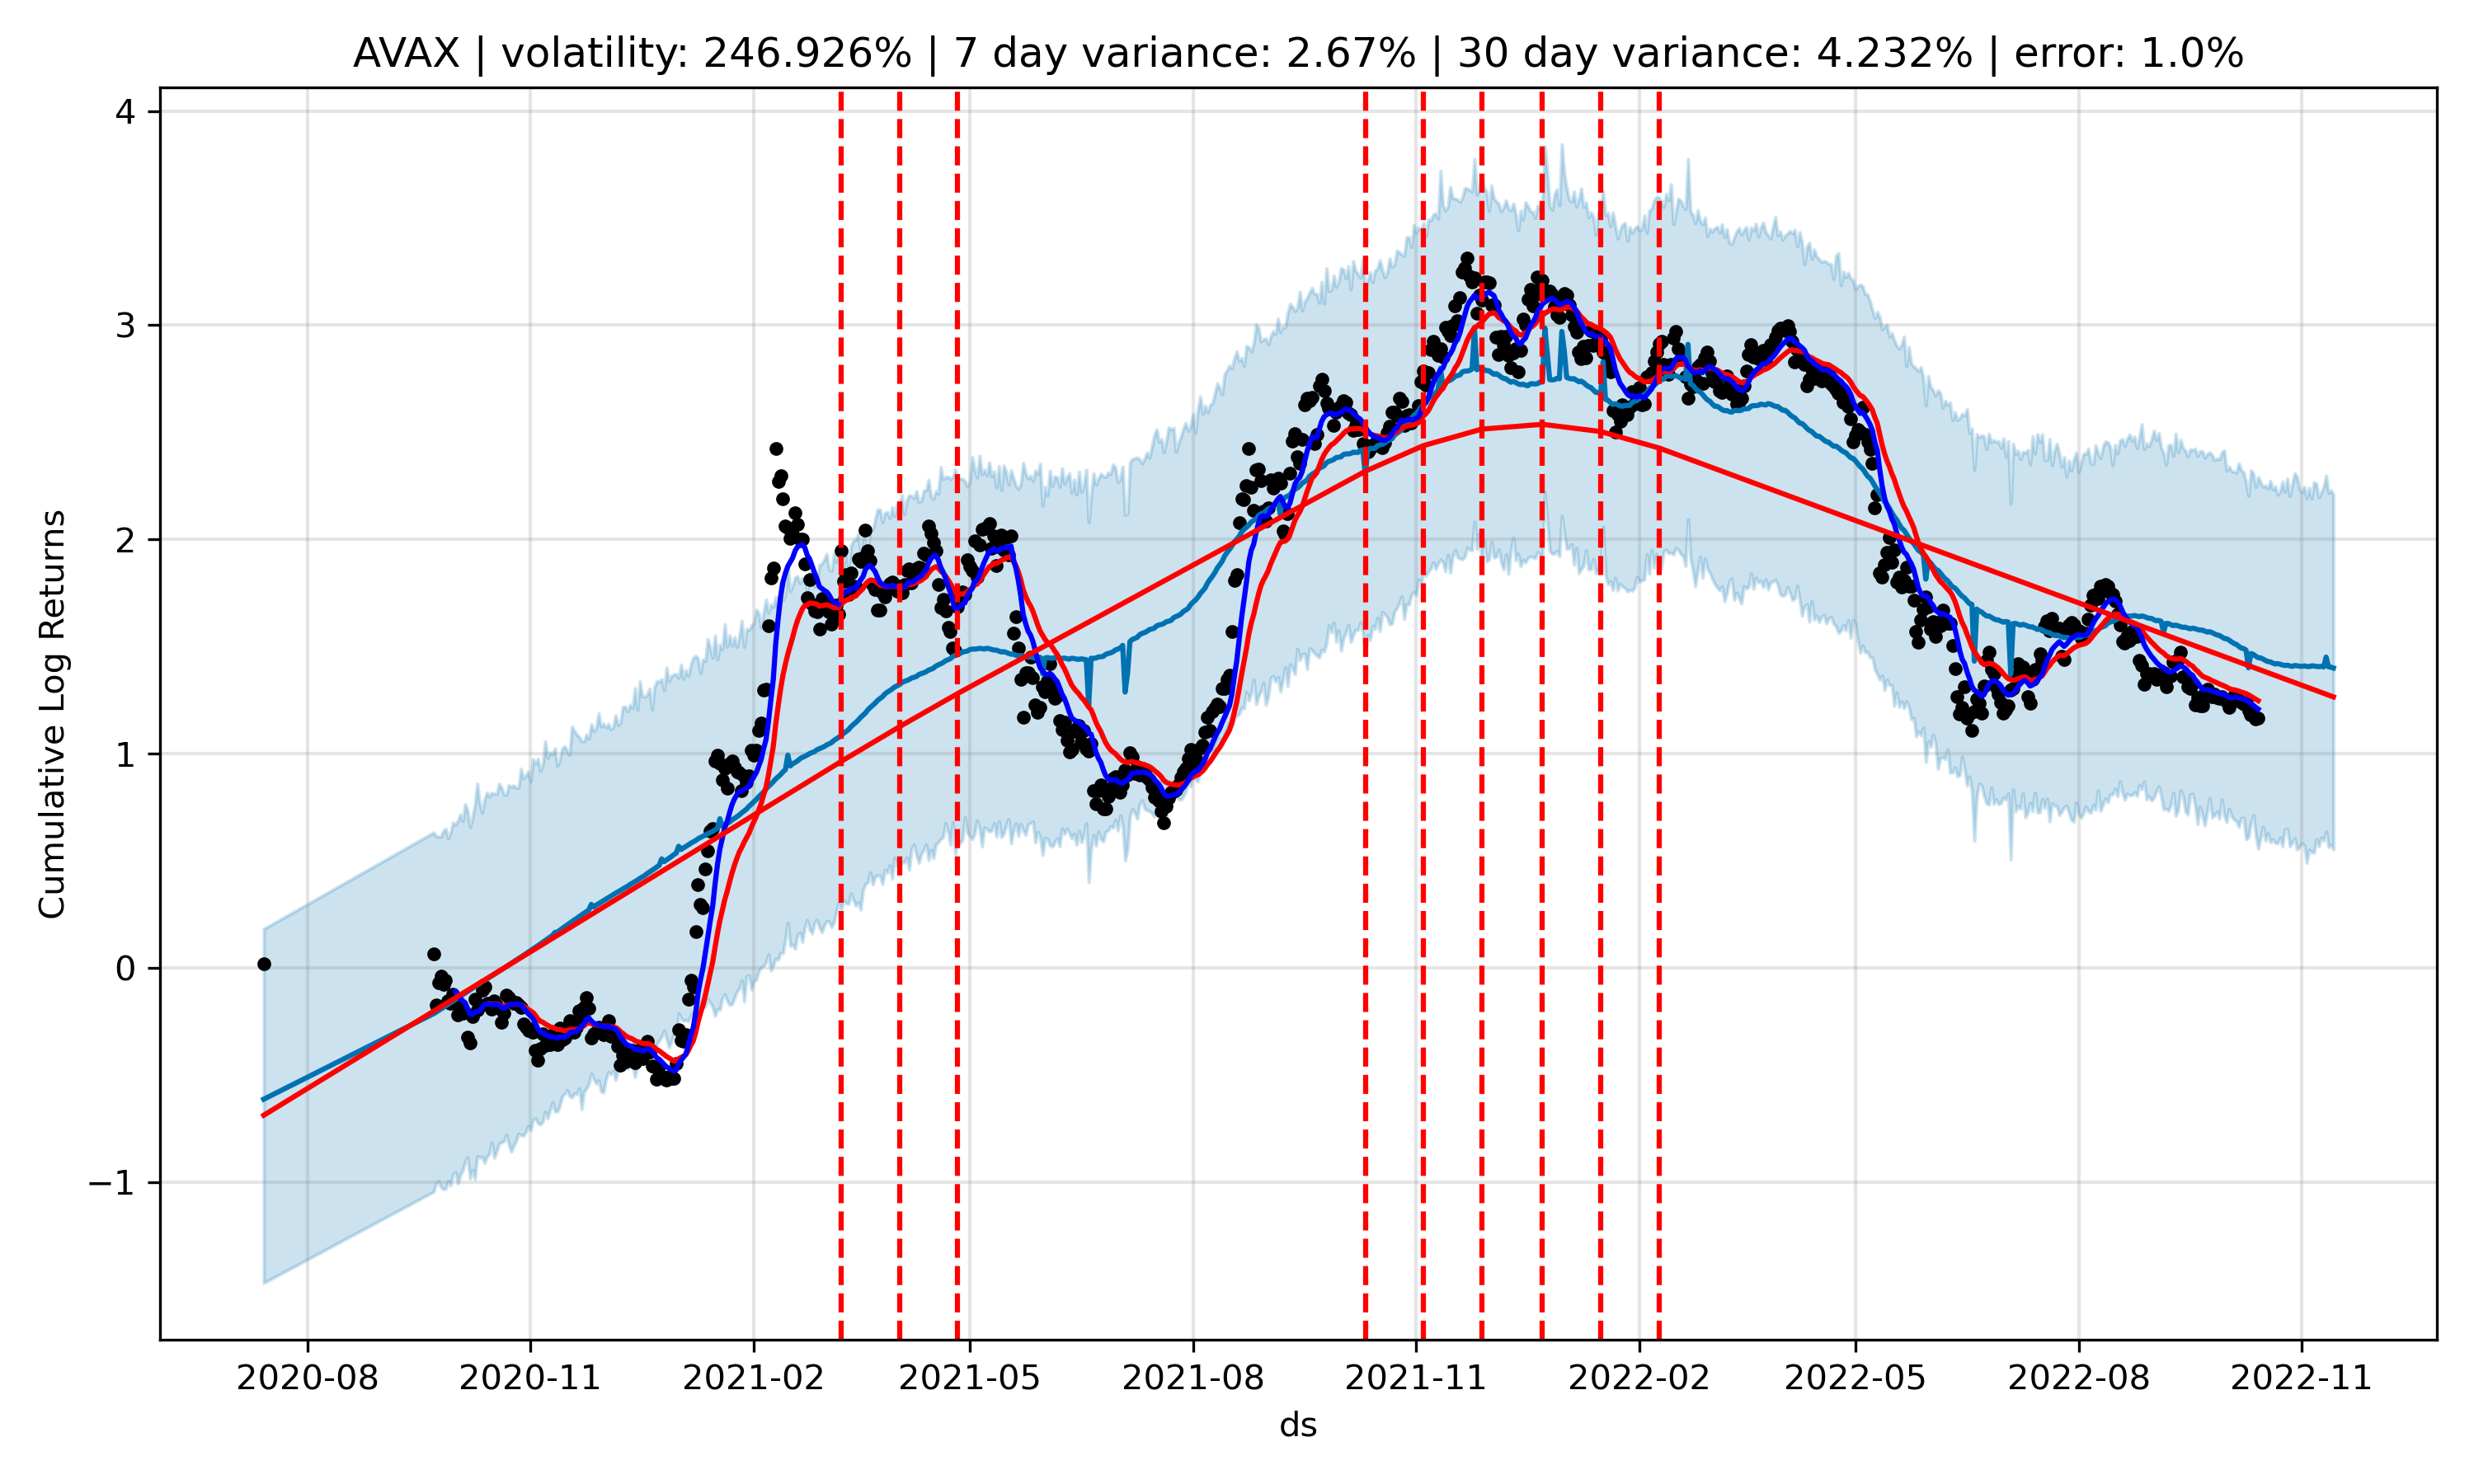 AVAX | volatility: 246.926% | 7 day variance: 2.67% | 30 day variance: 4.232% | error: 1.0%
Cumulative Log Returns
4
3
2
1
0
−1
2020-08 2020-11 2021-02 2021-05 2021-08 2021-11 2022-02 2022-05 2022-08 2022-11
ds